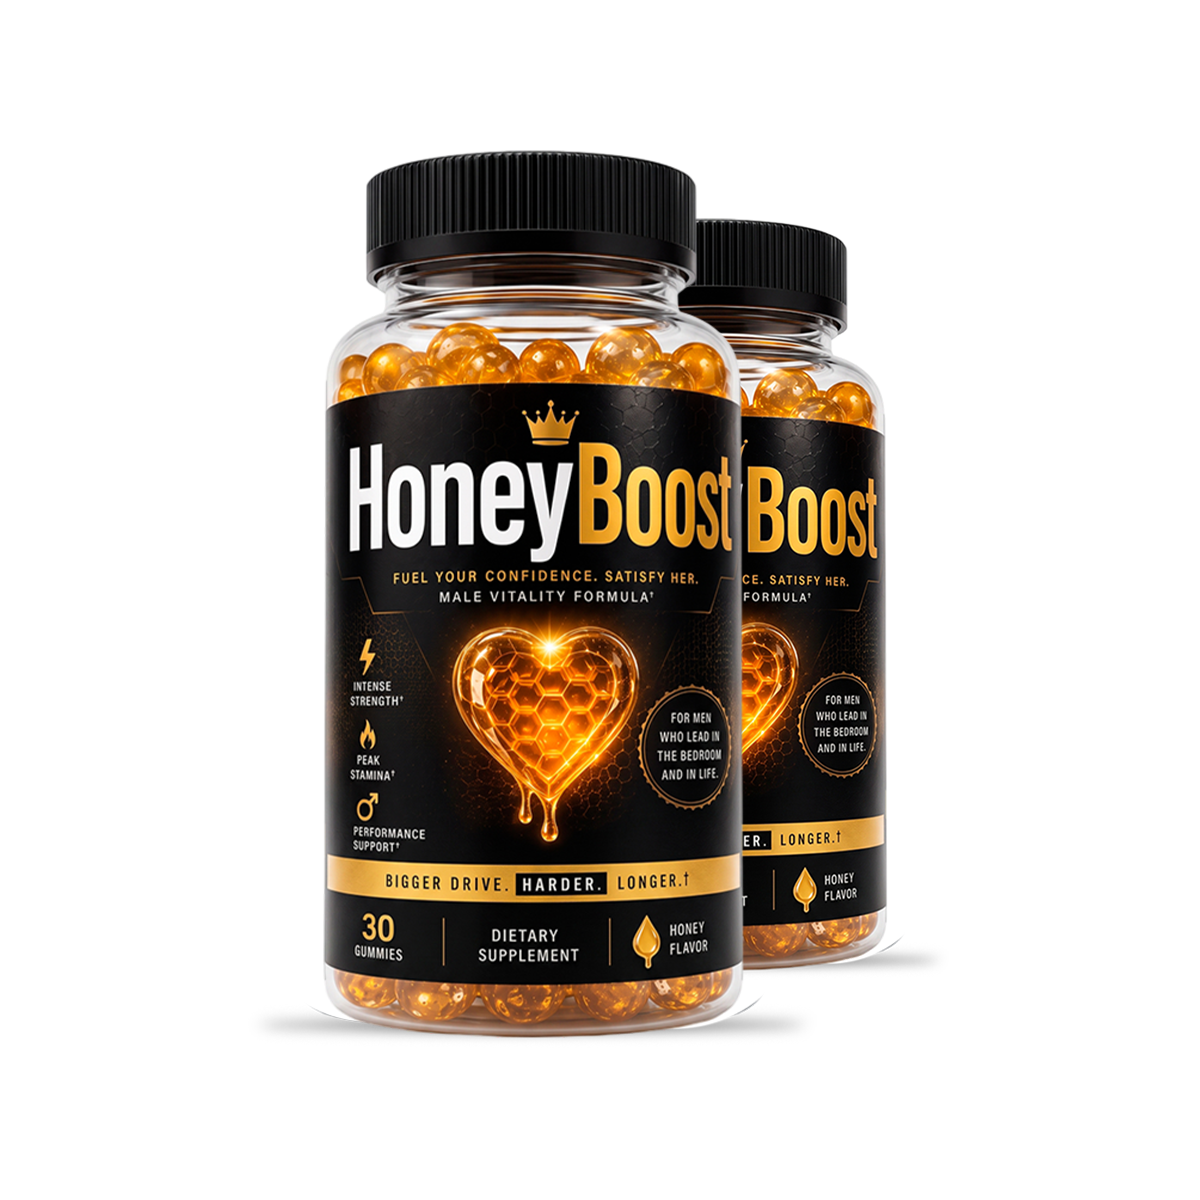 HoneyBoost
FUEL YOUR CONFIDENCE. SATISFY HER.
MALE VITALITY FORMULA†
INTENSE
STRENGTH†
PEAK
STAMINA†
PERFORMANCE
SUPPORT†
FOR MEN
WHO LEAD IN
THE BEDROOM
AND IN LIFE.
BIGGER DRIVE. HARDER. LONGER.†
30
GUMMIES
DIETARY
SUPPLEMENT
HONEY
FLAVOR
y Boost
CE. SATISFY HER.
FORMULA†
FOR MEN
WHO LEAD IN
THE BEDROOM
AND IN LIFE.
ER. LONGER.†
T
HONEY
FLAVOR